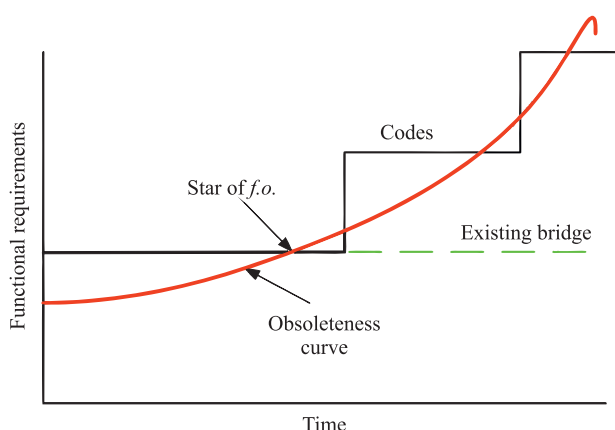 Codes
Star of f.o.
Existing bridge
Functional requirements
Obsoleteness
curve
Time